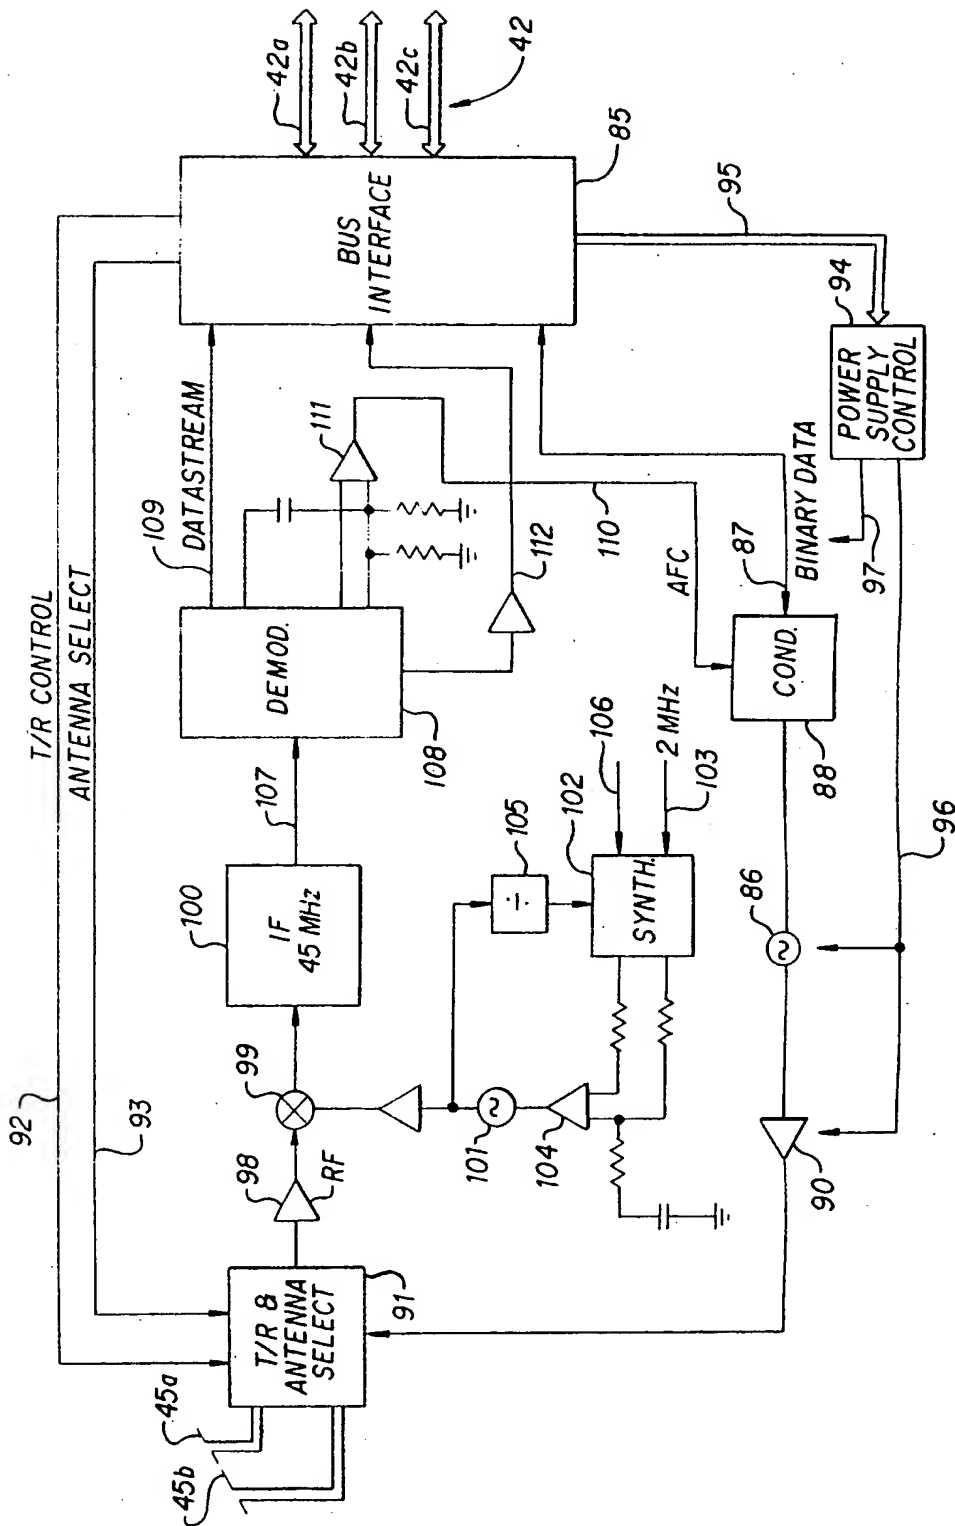 92
T/R CONTROL
93
ANTENNA SELECT
45a
45b
T/R &
ANTENNA
SELECT
91
98
RF
99
100
IF
45 MHz
107
DEMOD.
108
109
DATASTREAM
111
112
110
AFC
BUS
INTERFACE
85
42a
42b
42c
42
95
94
POWER
SUPPLY
CONTROL
97
BINARY DATA
87
COND.
88
96
86
90
101
104
105
÷
102
SYNTH.
106
2 MHz
103